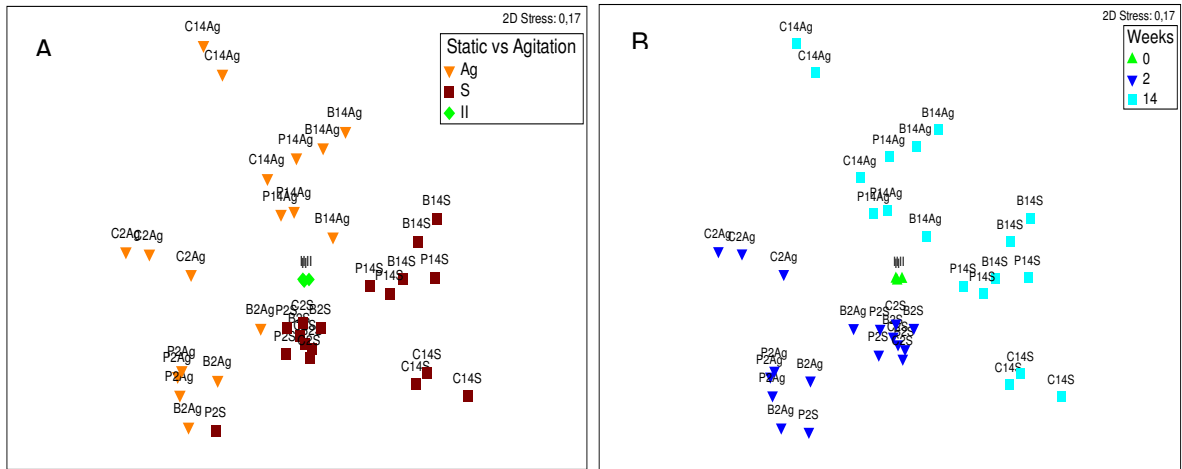 2D Stress: 0,17
A
Static vs Agitation
Ag
S
II
C14Ag
C14Ag
B14Ag
B14Ag
P14Ag
C14Ag
P14Ag
P14Ag
B14Ag
B14S
B14S
C2Ag
C2Ag
C2Ag
B14S
P14S
P14S
P14S
C2S
B2Ag
P2S
B2S
B2S
P2S
P2Ag
P2Ag
P2Ag
B2Ag
C14S
C14S
C14S
B2Ag
P2S
2D Stress: 0,17
B
Weeks
0
2
14
C14Ag
C14Ag
B14Ag
B14Ag
P14Ag
C14Ag
P14Ag
P14Ag
B14Ag
B14S
B14S
C2Ag
C2Ag
C2Ag
B14S
P14S
P14S
P14S
C2S
B2Ag
P2S
B2S
B2S
P2S
P2Ag
P2Ag
P2Ag
B2Ag
C14S
C14S
C14S
B2Ag
P2S